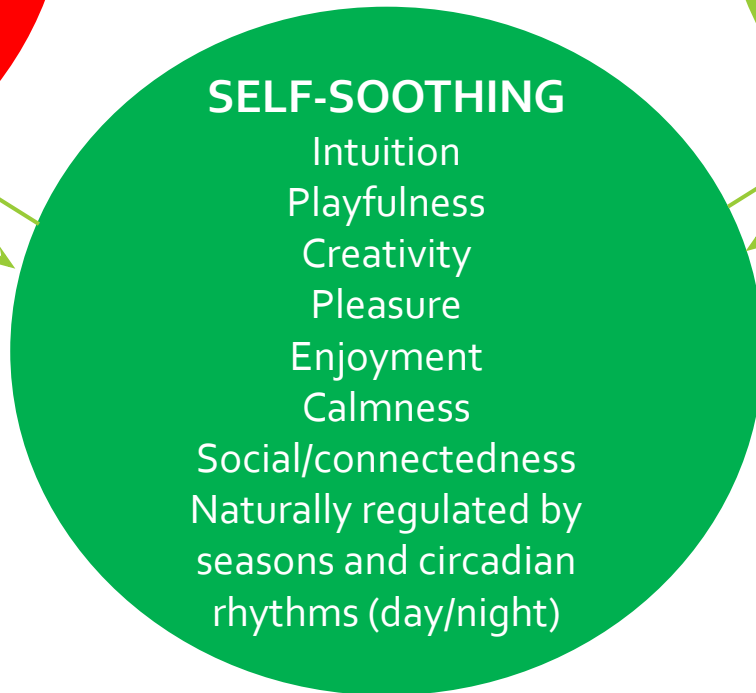 SELF-SOOTHING
Intuition
Playfulness
Creativity
Pleasure
Enjoyment
Calmness
Social/connectedness
Naturally regulated by
seasons and circadian
rhythms (day/night)